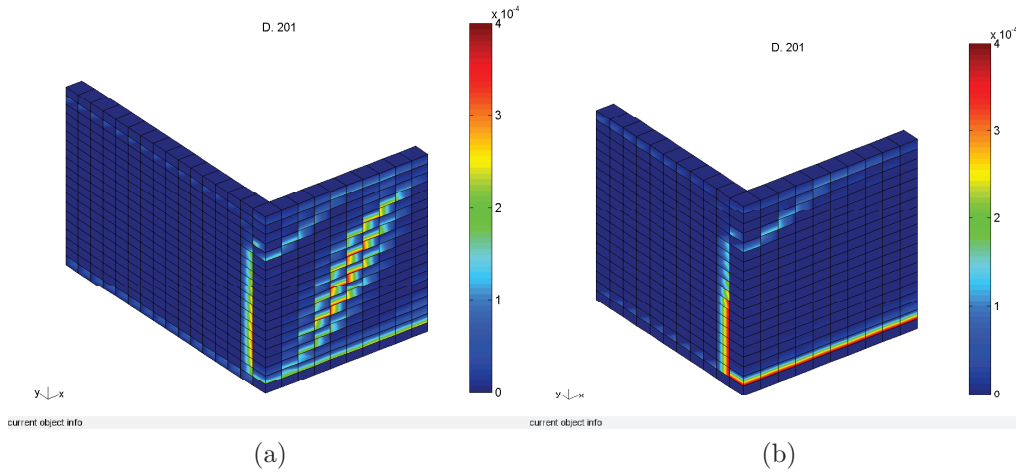 D. 201
x 10-4
4
3
2
1
0
y x
current object info
(a)
D. 201
x 10-4
4
3
2
1
0
y x
current object info
(b)